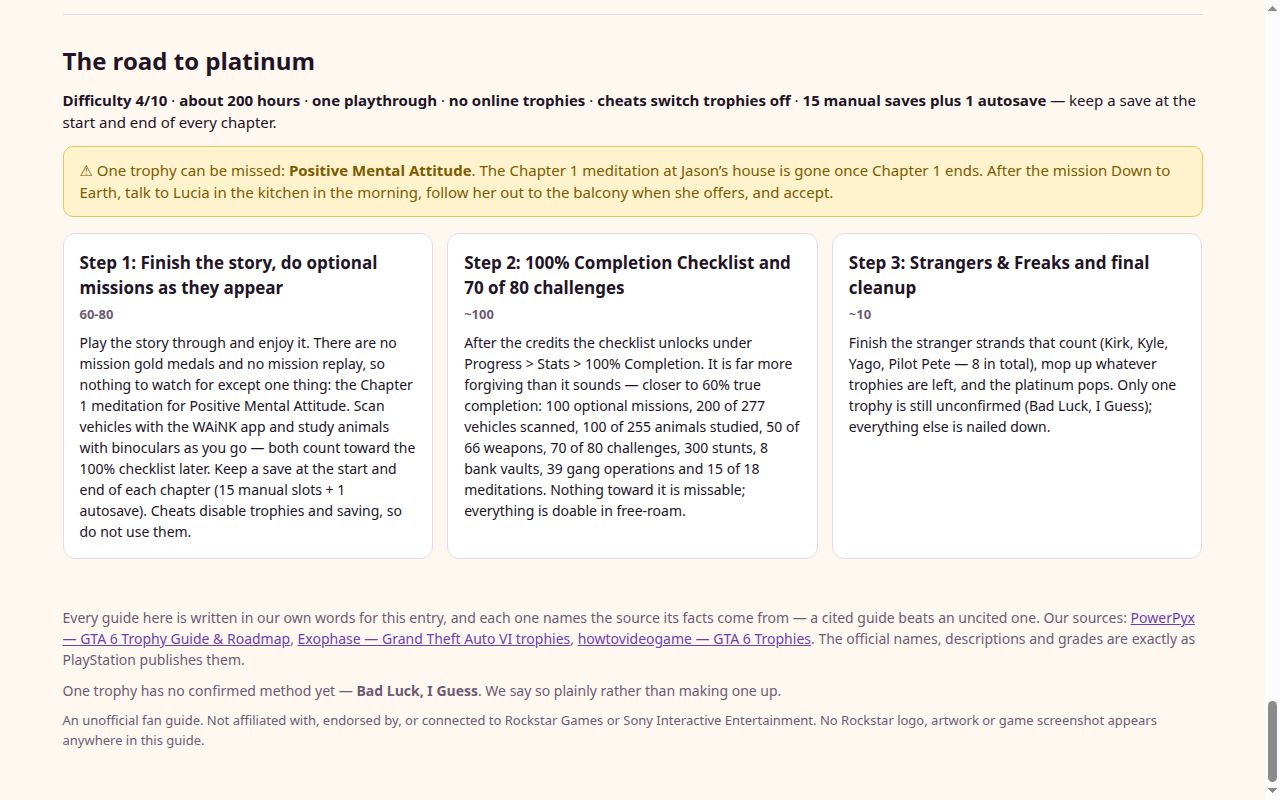 The road to platinum
Difficulty 4/10 · about 200 hours · one playthrough · no online trophies · cheats switch trophies off · 15 manual saves plus 1 autosave — keep a save at the
start and end of every chapter.
⚠ One trophy can be missed: Positive Mental Attitude. The Chapter 1 meditation at Jason’s house is gone once Chapter 1 ends. After the mission Down to
Earth, talk to Lucia in the kitchen in the morning, follow her out to the balcony when she offers, and accept.
Step 1: Finish the story, do optional
missions as they appear
60-80
Play the story through and enjoy it. There are
no mission gold medals and no mission replay, so
nothing to watch for except one thing: the Chapter
1 meditation for Positive Mental Attitude. Scan
vehicles with the WAiNK app and study animals
with binoculars as you go — both count toward the
100% checklist later. Keep a save at the start and
end of each chapter (15 manual slots + 1
autosave). Cheats disable trophies and saving, so
do not use them.
Step 2: 100% Completion Checklist and
70 of 80 challenges
~100
After the credits the checklist unlocks under
Progress > Stats > 100% Completion. It is far more
forgiving than it sounds — closer to 60% true
completion: 100 optional missions, 200 of 277
vehicles scanned, 100 of 255 animals studied, 50 of
66 weapons, 70 of 80 challenges, 300 stunts, 8
bank vaults, 39 gang operations and 15 of 18
meditations. Nothing toward it is missable;
everything is doable in free-roam.
Step 3: Strangers & Freaks and final
cleanup
~10
Finish the stranger strands that count (Kirk, Kyle,
Yago, Pilot Pete — 8 in total), mop up whatever
trophies are left, and the platinum pops. Only one
trophy is still unconfirmed (Bad Luck, I Guess);
everything else is nailed down.
Every guide here is written in our own words for this entry, and each one names the source its facts come from — a cited guide beats an uncited one. Our sources: PowerPyx
— GTA 6 Trophy Guide & Roadmap, Exophase — Grand Theft Auto VI trophies, howtovideogame — GTA 6 Trophies. The official names, descriptions and grades are exactly as
PlayStation publishes them.
One trophy has no confirmed method yet — Bad Luck, I Guess. We say so plainly rather than making one up.
An unofficial fan guide. Not affiliated with, endorsed by, or connected to Rockstar Games or Sony Interactive Entertainment. No Rockstar logo, artwork or game screenshot appears
anywhere in this guide.